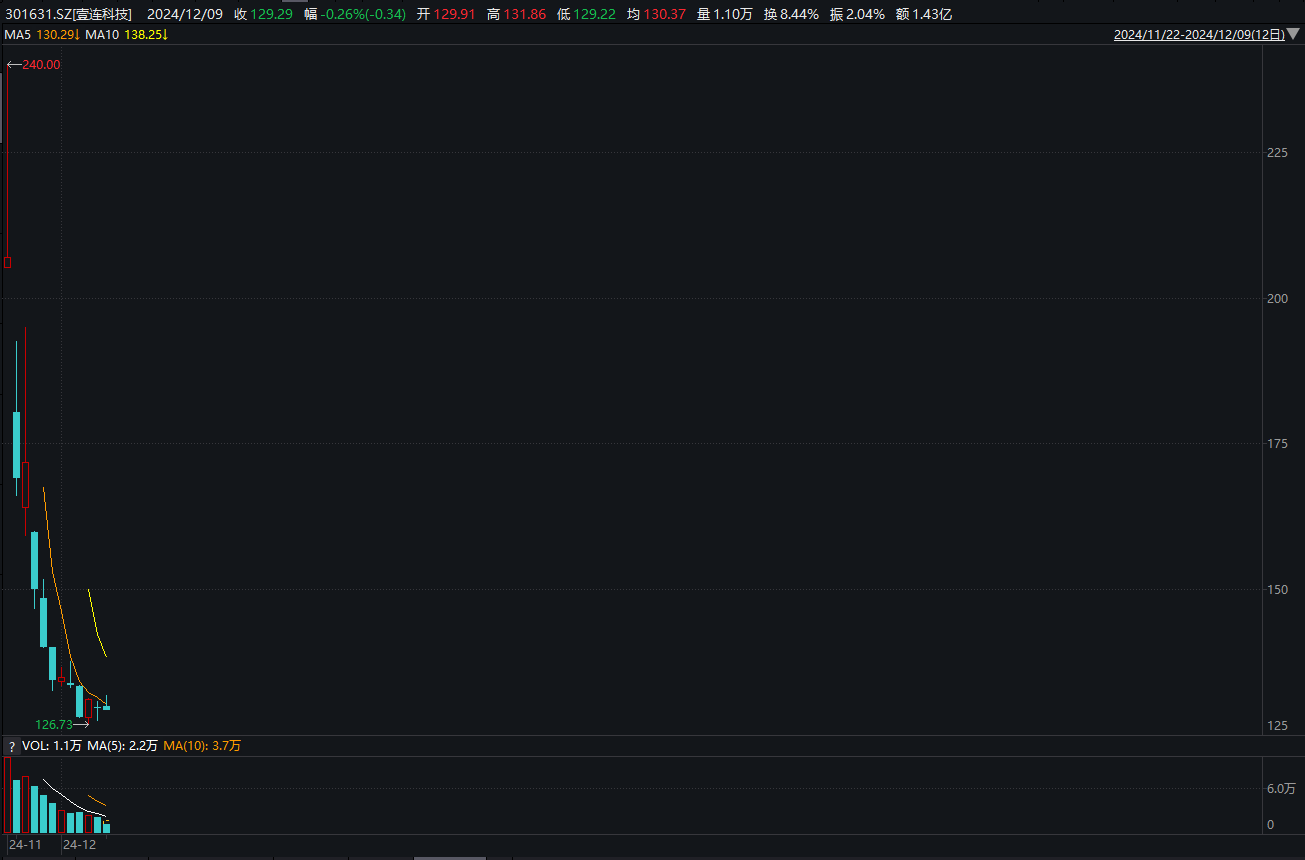 301631.SZ[壹连科技] 2024/12/09 收 129.29 幅 -0.26%(-0.34) 开 129.91 高 131.86 低 129.22 均 130.37 量 1.10万 换 8.44% 振 2.04% 额 1.43亿
MA5 130.29↓ MA10 138.25↓ 2024/11/22-2024/12/09(12日)
240.00
225
200
175
150
126.73
125
? VOL: 1.1万 MA(5): 2.2万 MA(10): 3.7万
6.0万
0
24-11 24-12